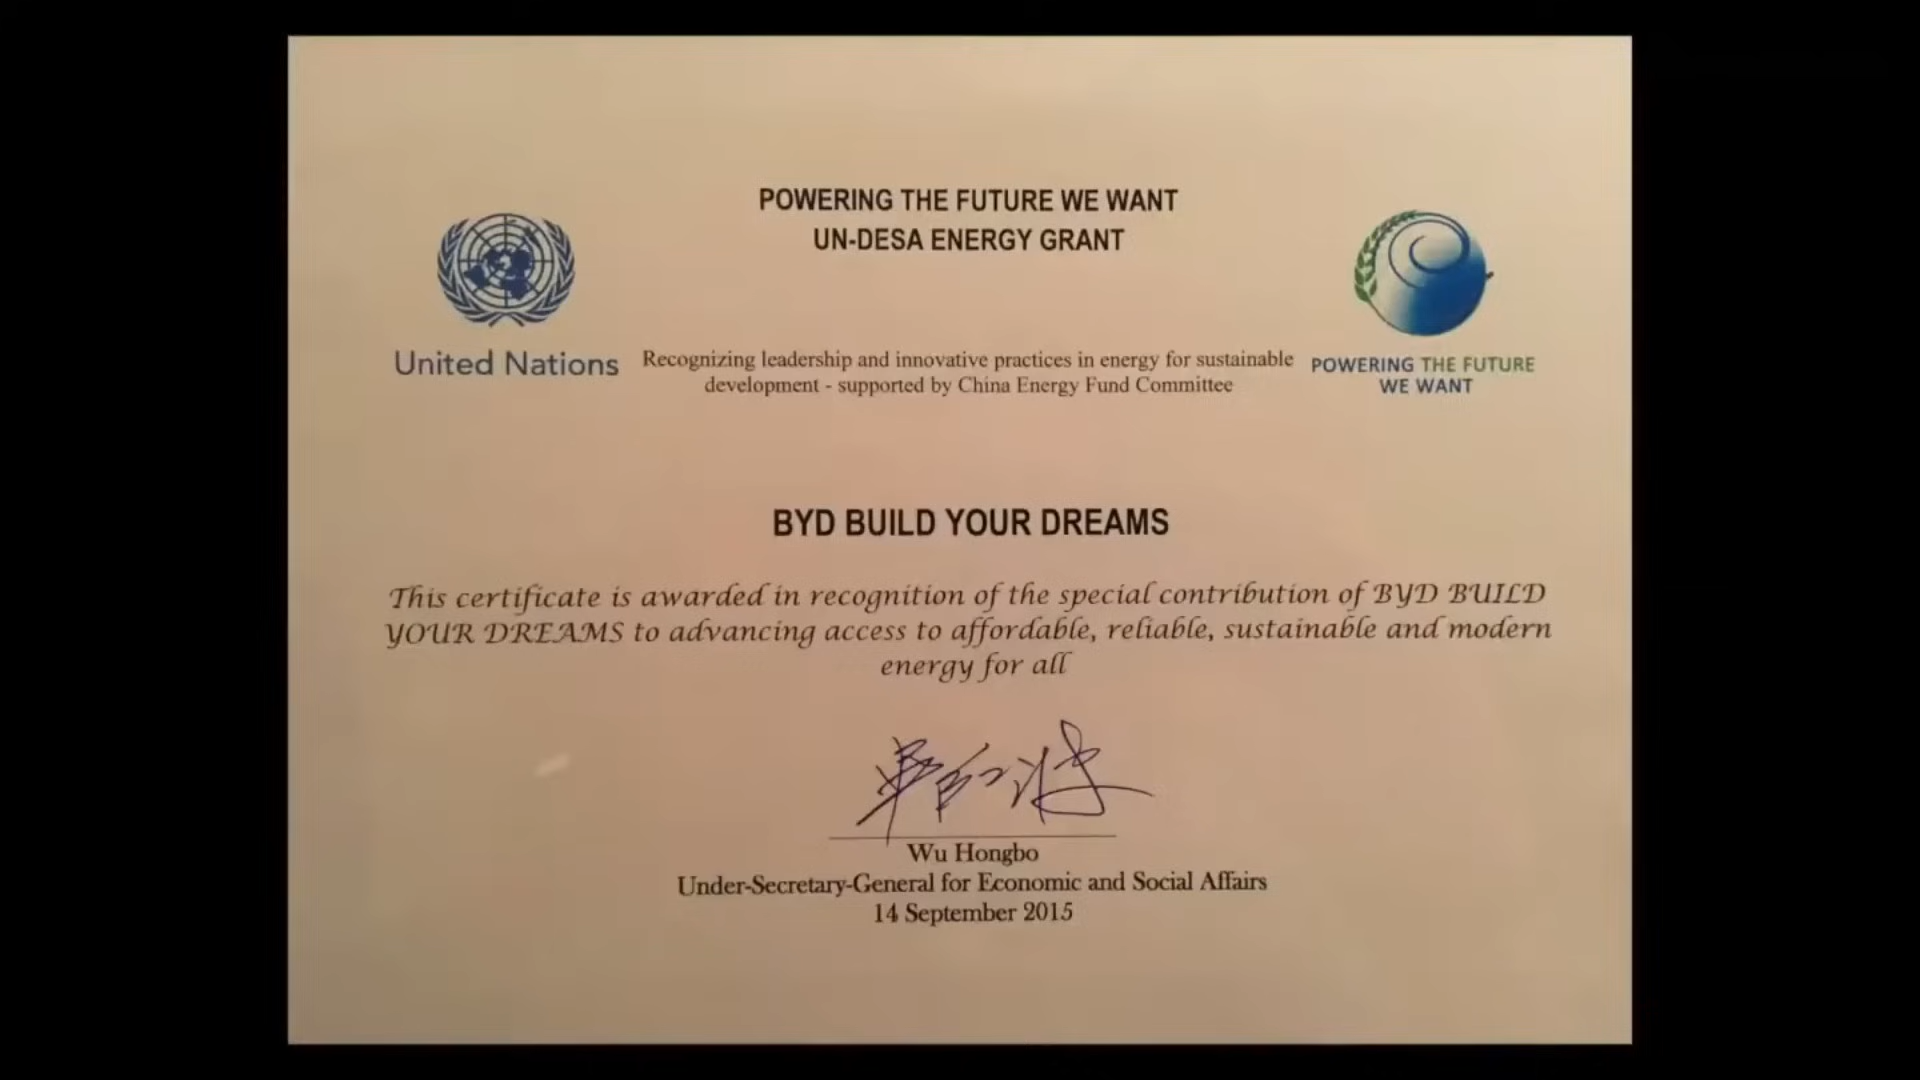 POWERING THE FUTURE WE WANT
UN-DESA ENERGY GRANT
United Nations
Recognizing leadership and innovative practices in energy for sustainable
development - supported by China Energy Fund Committee
POWERING THE FUTURE
WE WANT
BYD BUILD YOUR DREAMS
This certificate is awarded in recognition of the special contribution of BYD BUILD
YOUR DREAMS to advancing access to affordable, reliable, sustainable and modern
energy for all
Wu Hongbo
Under-Secretary-General for Economic and Social Affairs
14 September 2015